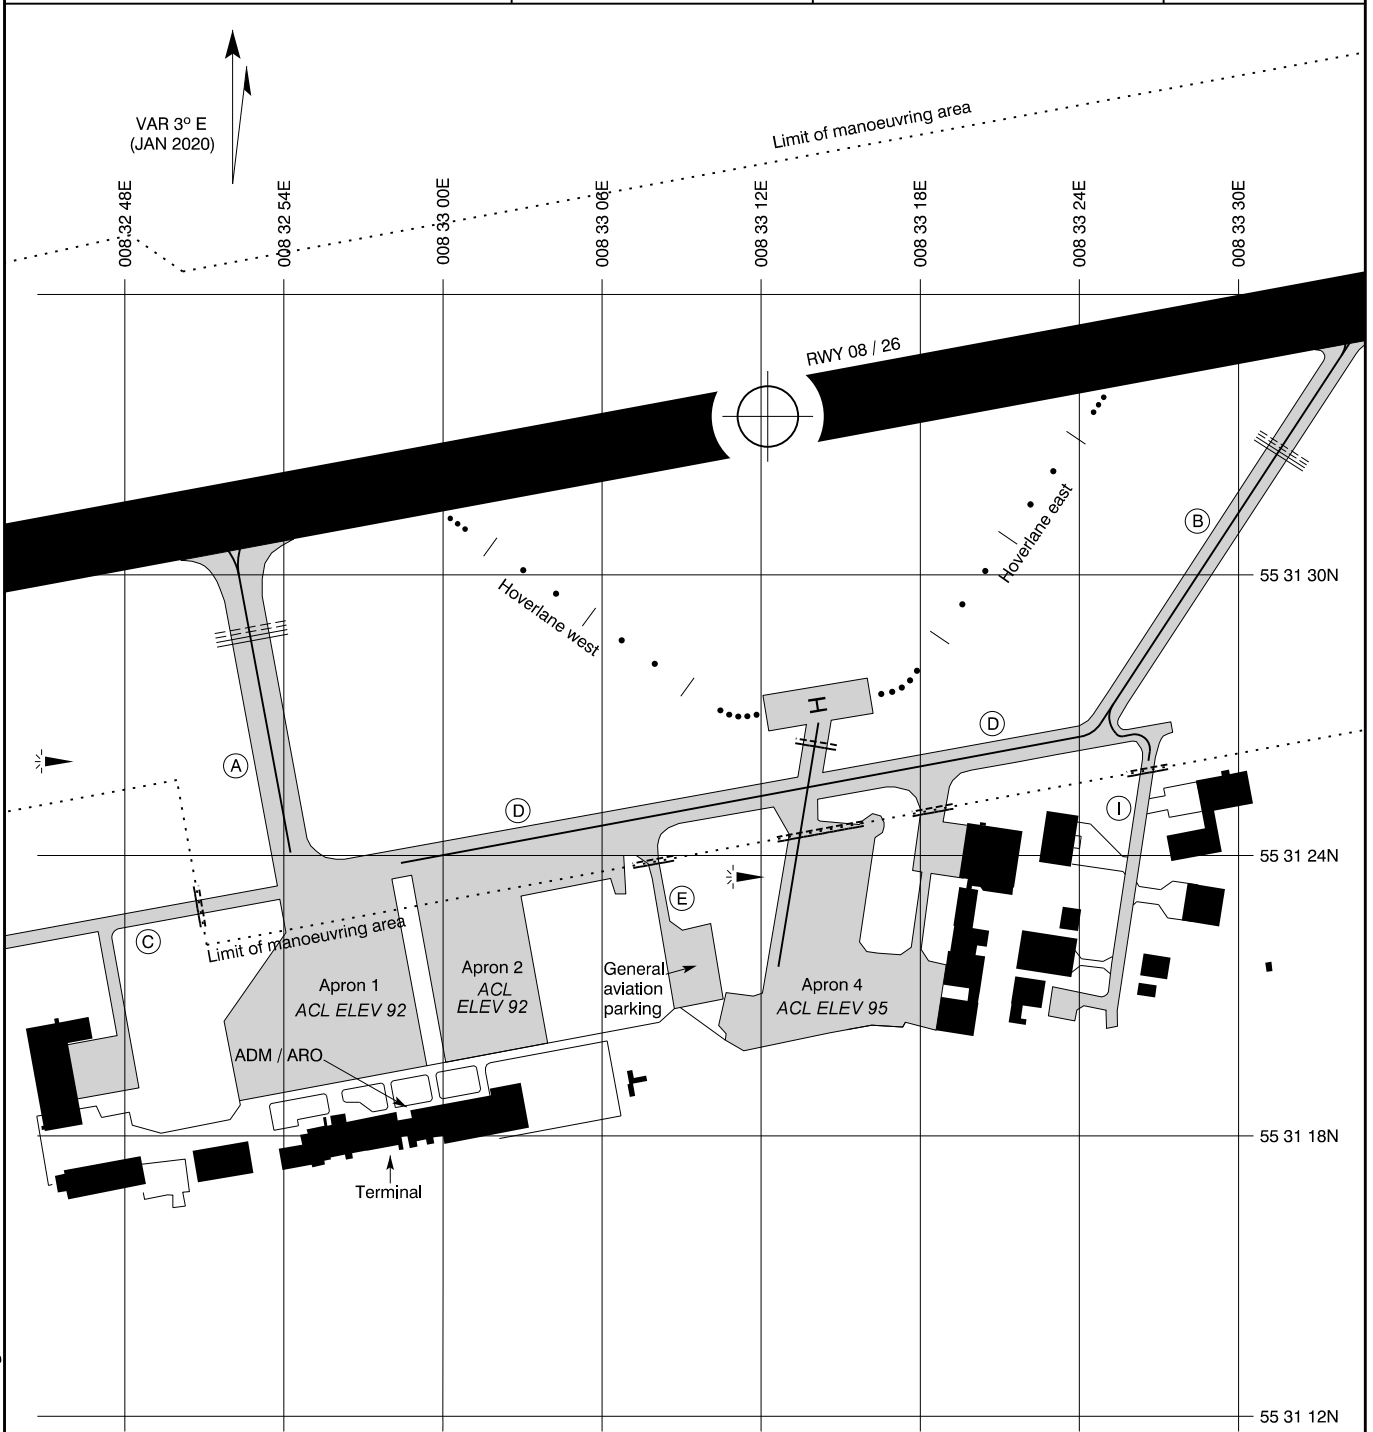 VAR 3º E
(JAN 2020)
Limit of manoeuvring area
008 32 48E
008 32 54E
008 33 00E
008 33 06E
008 33 12E
008 33 18E
008 33 24E
008 33 30E
RWY 08 / 26
Hoverlane east
B
Hoverlane west
55 31 30N
H
D
A
D
I
55 31 24N
E
C
Limit of manoeuvring area
Apron 1
ACL ELEV 92
Apron 2
ACL
ELEV 92
General
aviation
parking
Apron 4
ACL ELEV 95
ADM / ARO
55 31 18N
Terminal
55 31 12N